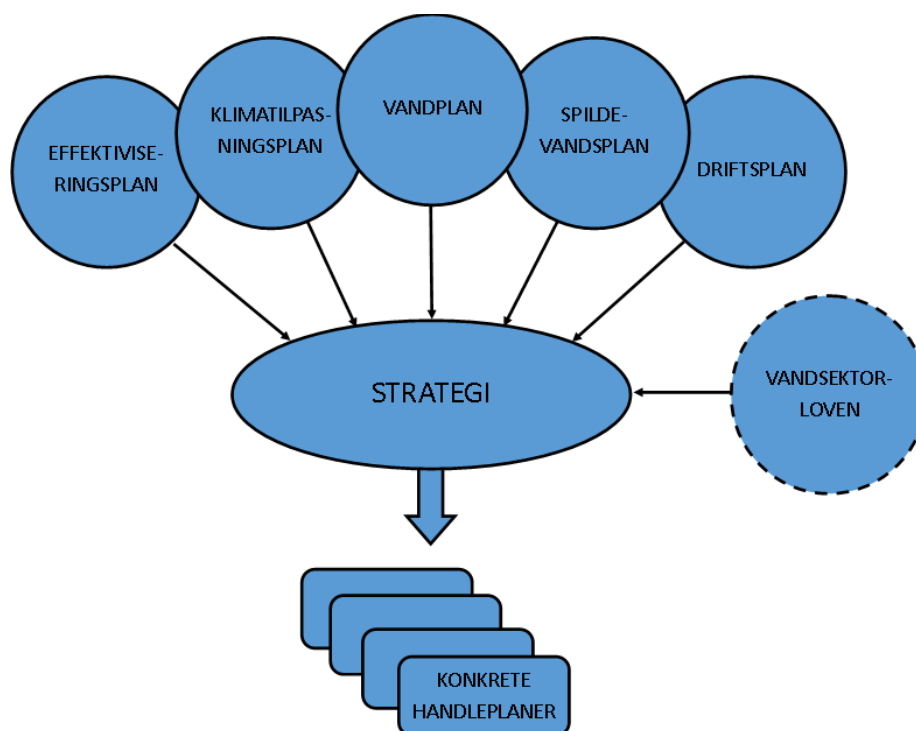 EFFEKTIVISE-
RINGSPLAN
KLIMATILPAS-
NINGSPLAN
VANDPLAN
SPILDE-
VANDSPLAN
DRIFTSPLAN
VANDSEKTOR-
LOVEN
STRATEGI
KONKRETE
HANDLEPLANER